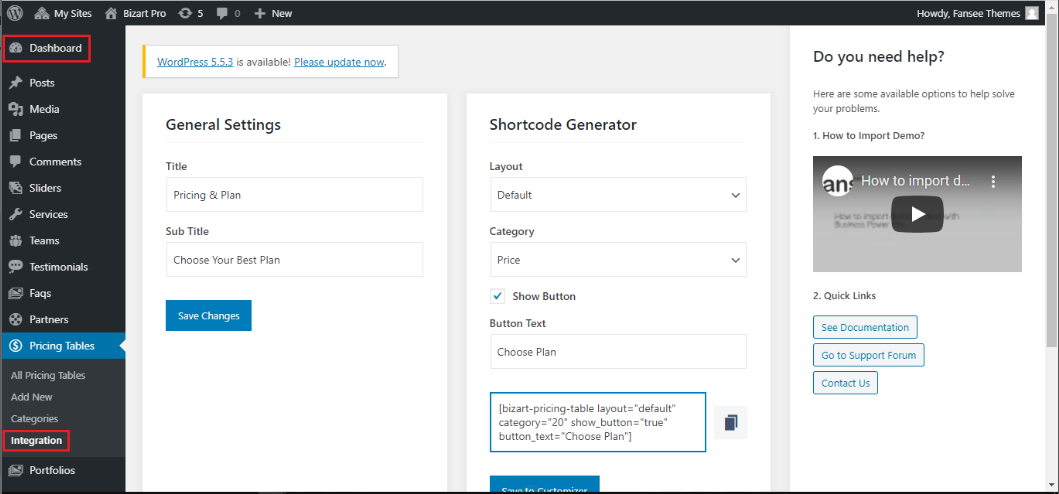 My Sites
Bizart Pro
5
0
New
Howdy, Fansee Themes
Dashboard
Posts
Media
Pages
Comments
Sliders
Services
Teams
Testimonials
Faqs
Partners
Pricing Tables
All Pricing Tables
Add New
Categories
Integration
Portfolios
WordPress 5.5.3 is available! Please update now.
General Settings
Title
Pricing & Plan
Sub Title
Choose Your Best Plan
Save Changes
Shortcode Generator
Layout
Default
Category
Price
Show Button
Button Text
Choose Plan
[bizart-pricing-table layout="default"
category="20" show_button="true"
button_text="Choose Plan"]
Save to Customizer
Do you need help?
Here are some available options to help solve
your problems.
1. How to Import Demo?
How to import d...
How to import
with
Business Power
2. Quick Links
See Documentation
Go to Support Forum
Contact Us